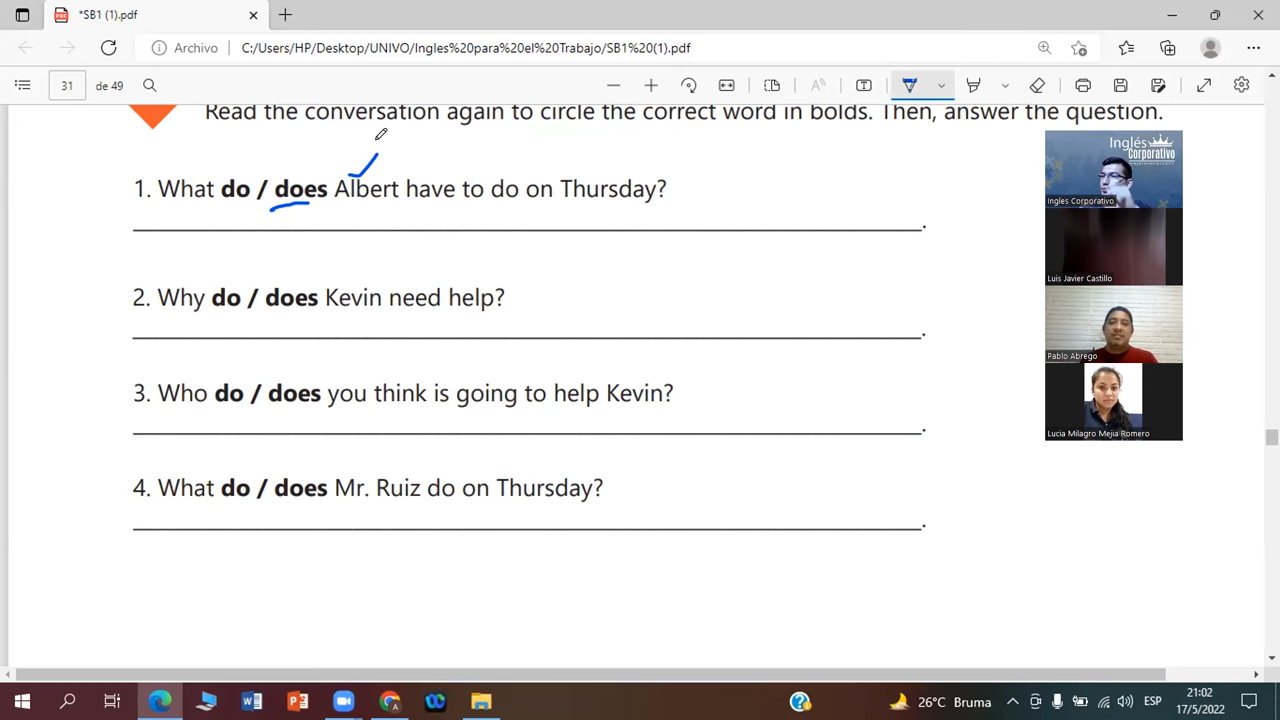 *SB1 (1).pdf
Archivo
C:/Users/HP/Desktop/UNIVO/Ingles%20para%20el%20Trabajo/SB1%20(1).pdf
31
de 49
Read the conversation again to circle the correct word in bolds. Then, answer the question.
Inglés
Corporativo
Ingles Corporativo
1. What do / does Albert have to do on Thursday?
_____.
Luis Javier Castillo
2. Why do / does Kevin need help?
_____.
Pablo Abrego
3. Who do / does you think is going to help Kevin?
_____.
Lucia Milagro Mejia Romero
4. What do / does Mr. Ruiz do on Thursday?
_____.
26°C Bruma
ESP
21:02
17/5/2022